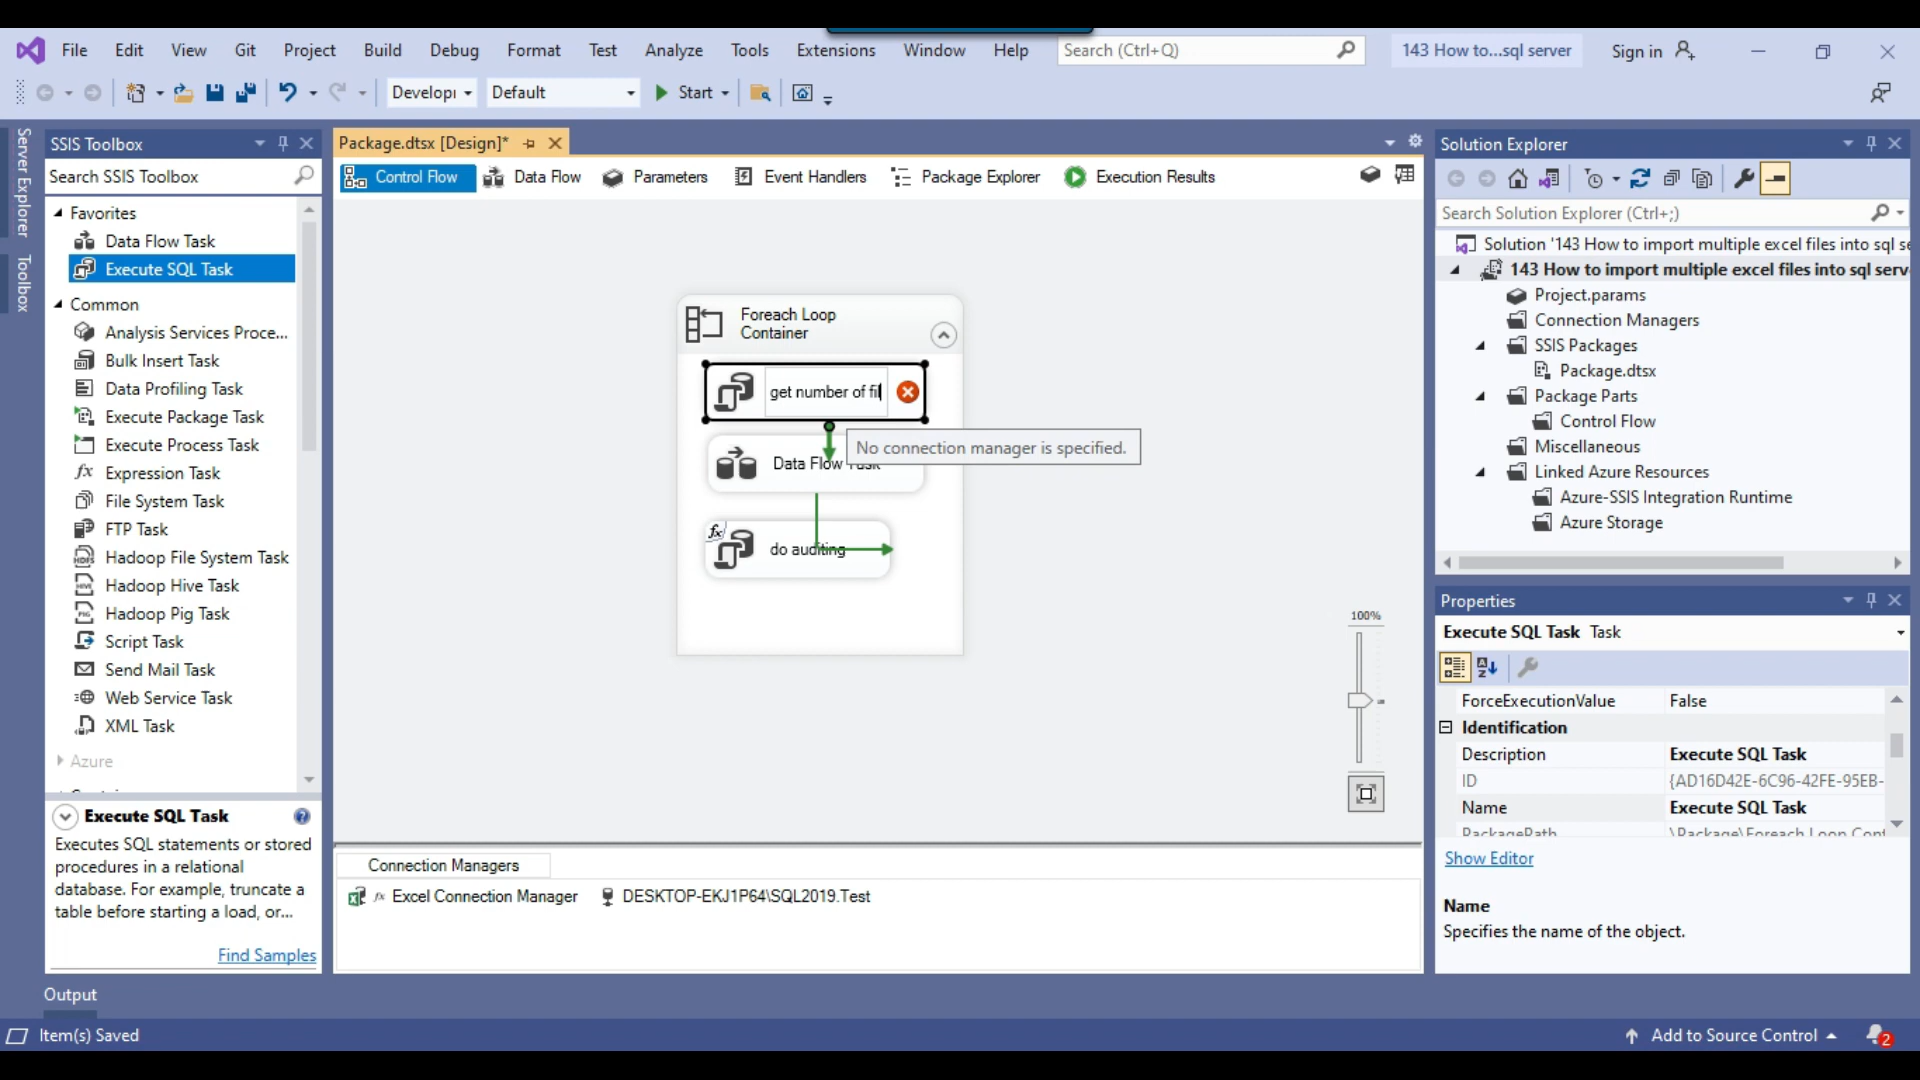 File Edit View Git Project Build Debug Format Test Analyze Tools Extensions Window Help Search (Ctrl+Q) 143 How to...sql server Sign in
Developi Default Start
Server Explorer
Toolbox
SSIS Toolbox
Search SSIS Toolbox
Favorites
Data Flow Task
Execute SQL Task
Common
Analysis Services Proce...
Bulk Insert Task
Data Profiling Task
Execute Package Task
Execute Process Task
Expression Task
File System Task
FTP Task
Hadoop File System Task
Hadoop Hive Task
Hadoop Pig Task
Script Task
Send Mail Task
Web Service Task
XML Task
Azure
Execute SQL Task
Executes SQL statements or stored
procedures in a relational
database. For example, truncate a
table before starting a load, or...
Find Samples
Package.dtsx [Design]*
Control Flow Data Flow Parameters Event Handlers Package Explorer Execution Results
Foreach Loop
Container
get number of fil
No connection manager is specified.
Data Flow Task
do auditing
100%
Connection Managers
Excel Connection Manager DESKTOP-EKJ1P64\SQL2019.Test
Solution Explorer
Search Solution Explorer (Ctrl+;)
Solution '143 How to import multiple excel files into sql se
143 How to import multiple excel files into sql serv
Project.params
Connection Managers
SSIS Packages
Package.dtsx
Package Parts
Control Flow
Miscellaneous
Linked Azure Resources
Azure-SSIS Integration Runtime
Azure Storage
Properties
Execute SQL Task Task
ForceExecutionValue False
Identification
Description Execute SQL Task
ID {AD16D42E-6C96-42FE-95EB-
Name Execute SQL Task
PackagePath \Package\Foreach Loop Cont
Show Editor
Name
Specifies the name of the object.
Output
Item(s) Saved
Add to Source Control
2